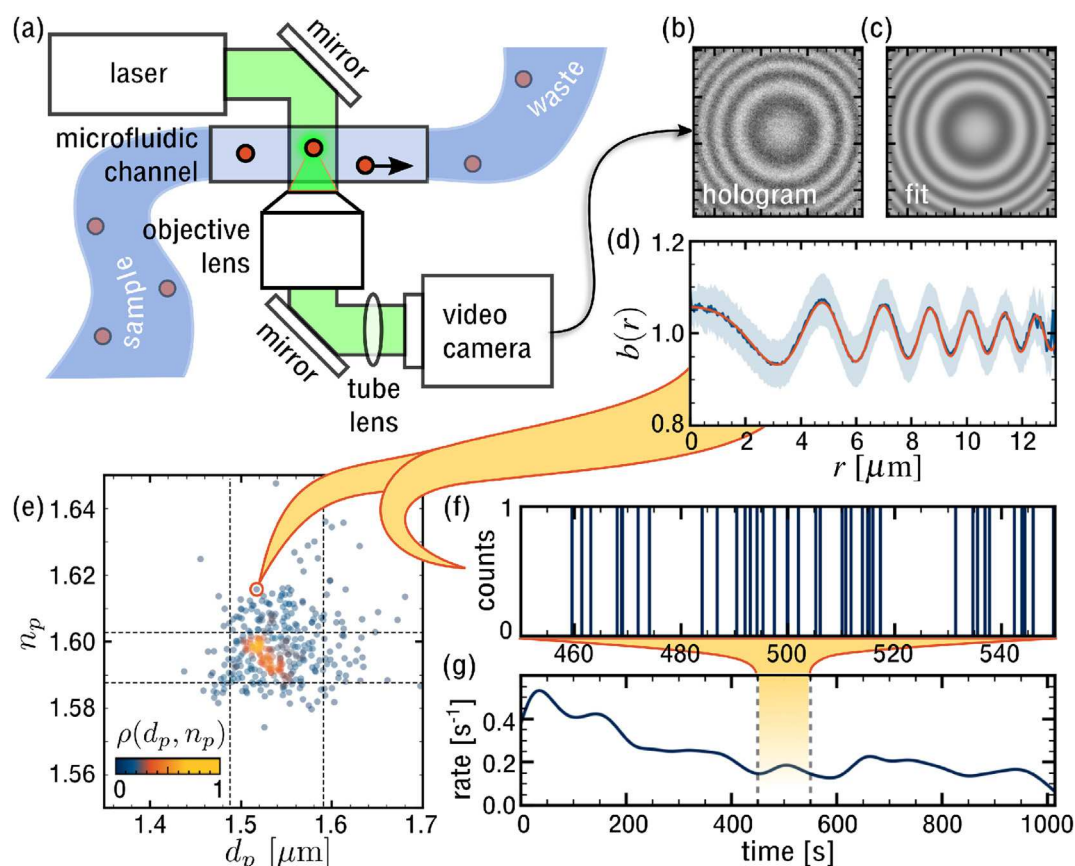 (a)
laser
mirror
microfluidic
channel
waste
sample
objective
lens
mirror
tube
lens
video
camera
(b)
hologram
(c)
fit
(d)
b(r)
1.2
1.0
0.8
0 2 4 6 8 10 12
r [μm]
(e)
n_p
1.64
1.62
1.60
1.58
1.56
ρ(d_p, n_p)
0 1
1.4 1.5 1.6 1.7
d_p [μm]
(f)
counts
1
0
460 480 500 520 540
(g)
rate [s⁻¹]
0.4
0.2
0.0
0 200 400 600 800 1000
time [s]